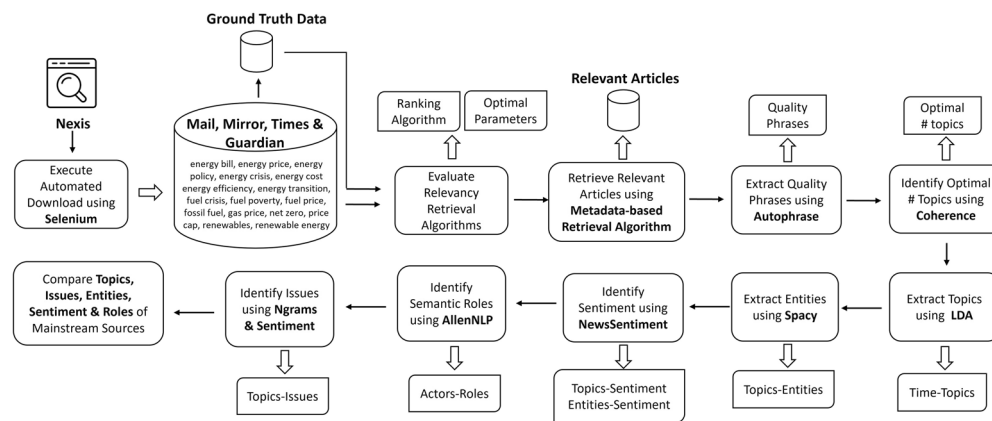 Ground Truth Data
Nexis
Execute
Automated
Download using
Selenium
Mail, Mirror, Times &
Guardian
energy bill, energy price, energy
policy, energy crisis, energy cost
energy efficiency, energy transition,
fuel crisis, fuel poverty, fuel price,
fossil fuel, gas price, net zero, price
cap, renewables, renewable energy
Ranking
Algorithm
Optimal
Parameters
Evaluate
Relevancy
Retrieval
Algorithms
Relevant Articles
Retrieve Relevant
Articles using
Metadata-based
Retrieval Algorithm
Quality
Phrases
Extract Quality
Phrases using
Autophrase
Optimal
# topics
Identify Optimal
# Topics using
Coherence
Compare Topics,
Issues, Entities,
Sentiment & Roles of
Mainstream Sources
Identify Issues
using Ngrams
& Sentiment
Topics-Issues
Identify
Semantic Roles
using AllenNLP
Actors-Roles
Identify
Sentiment using
NewsSentiment
Topics-Sentiment
Entities-Sentiment
Extract Entities
using Spacy
Topics-Entities
Extract Topics
using LDA
Time-Topics